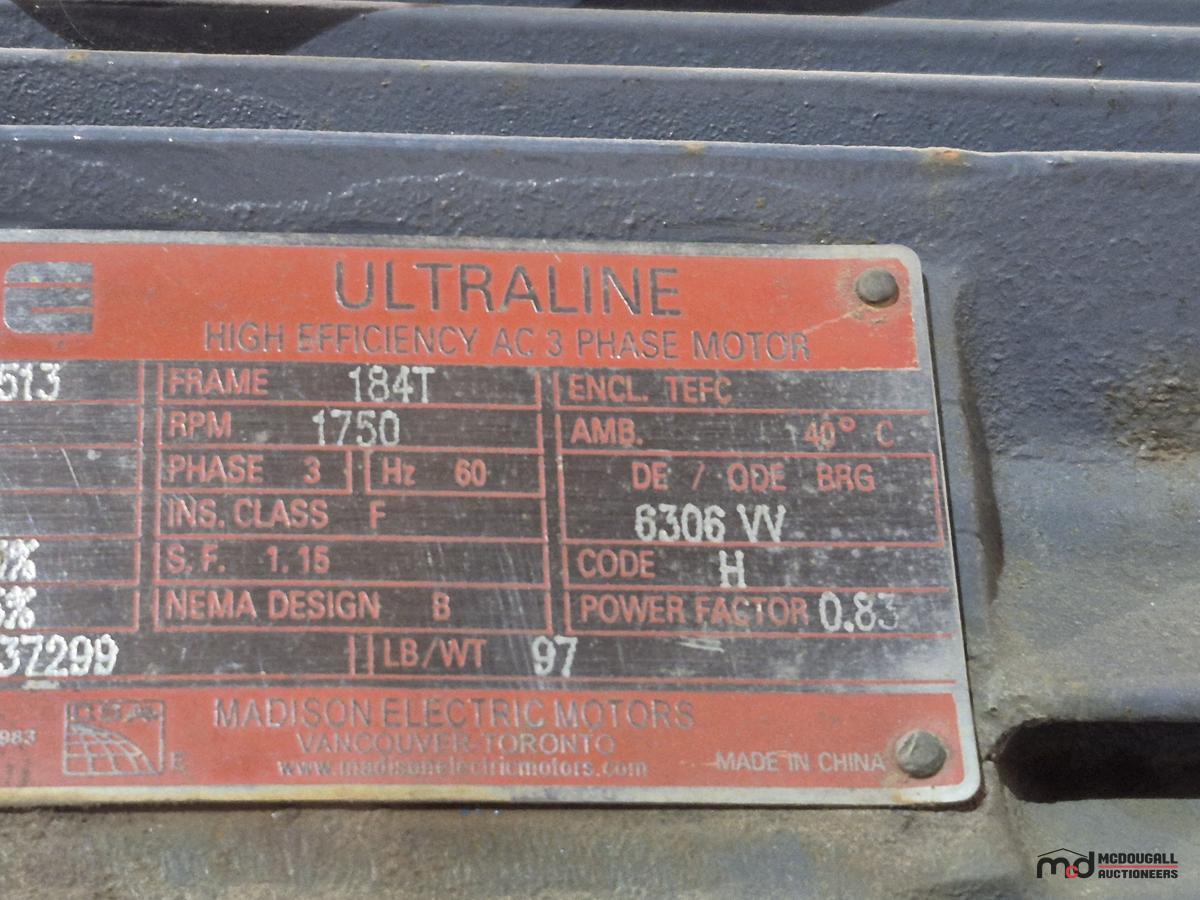 ULTRALINE
HIGH EFFICIENCY AC 3 PHASE MOTOR
513 FRAME 184T ENCL. TEFC
RPM 1750 AMB. 40° C
PHASE 3 Hz 60 DE / ODE BRG
INS. CLASS F 6306 VV
% S.F. 1.15 CODE H
% NEMA DESIGN B POWER FACTOR 0.83
37299 LB/WT 97
983 E MADISON ELECTRIC MOTORS
VANCOUVER-TORONTO
www.madisonelectricmotors.com MADE IN CHINA
mcd MCDOUGALL
AUCTIONEERS